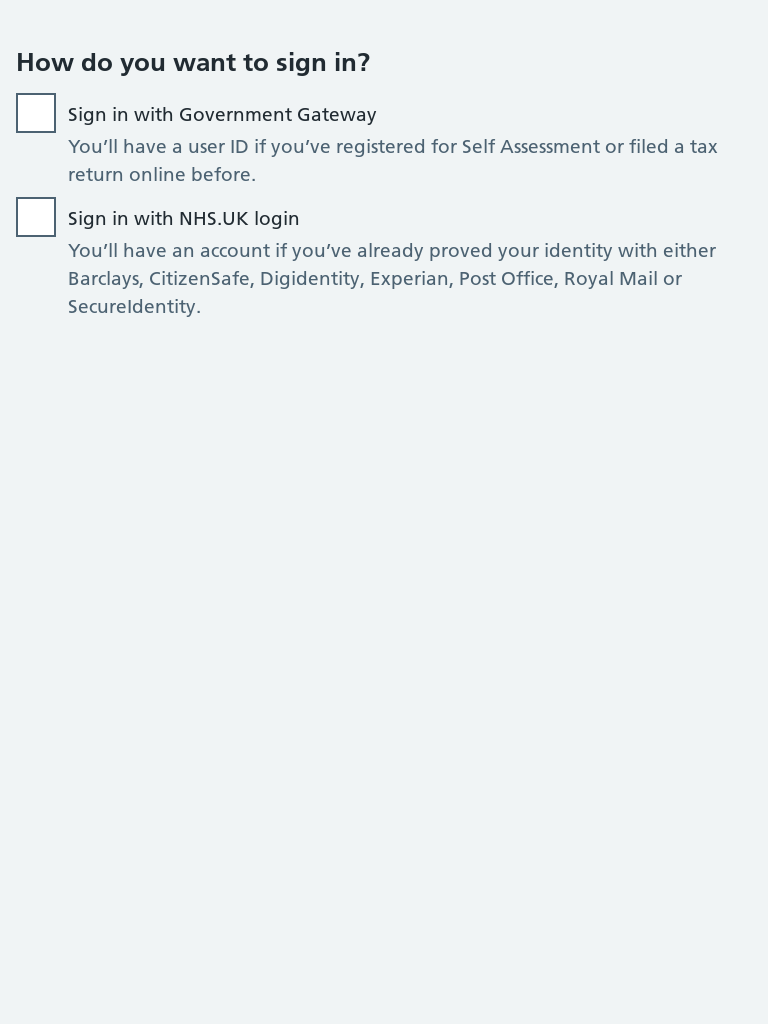 How do you want to sign in?
Sign in with Government Gateway
You’ll have a user ID if you’ve registered for Self Assessment or filed a tax
return online before.
Sign in with NHS.UK login
You’ll have an account if you’ve already proved your identity with either
Barclays, CitizenSafe, Digidentity, Experian, Post Office, Royal Mail or
SecureIdentity.